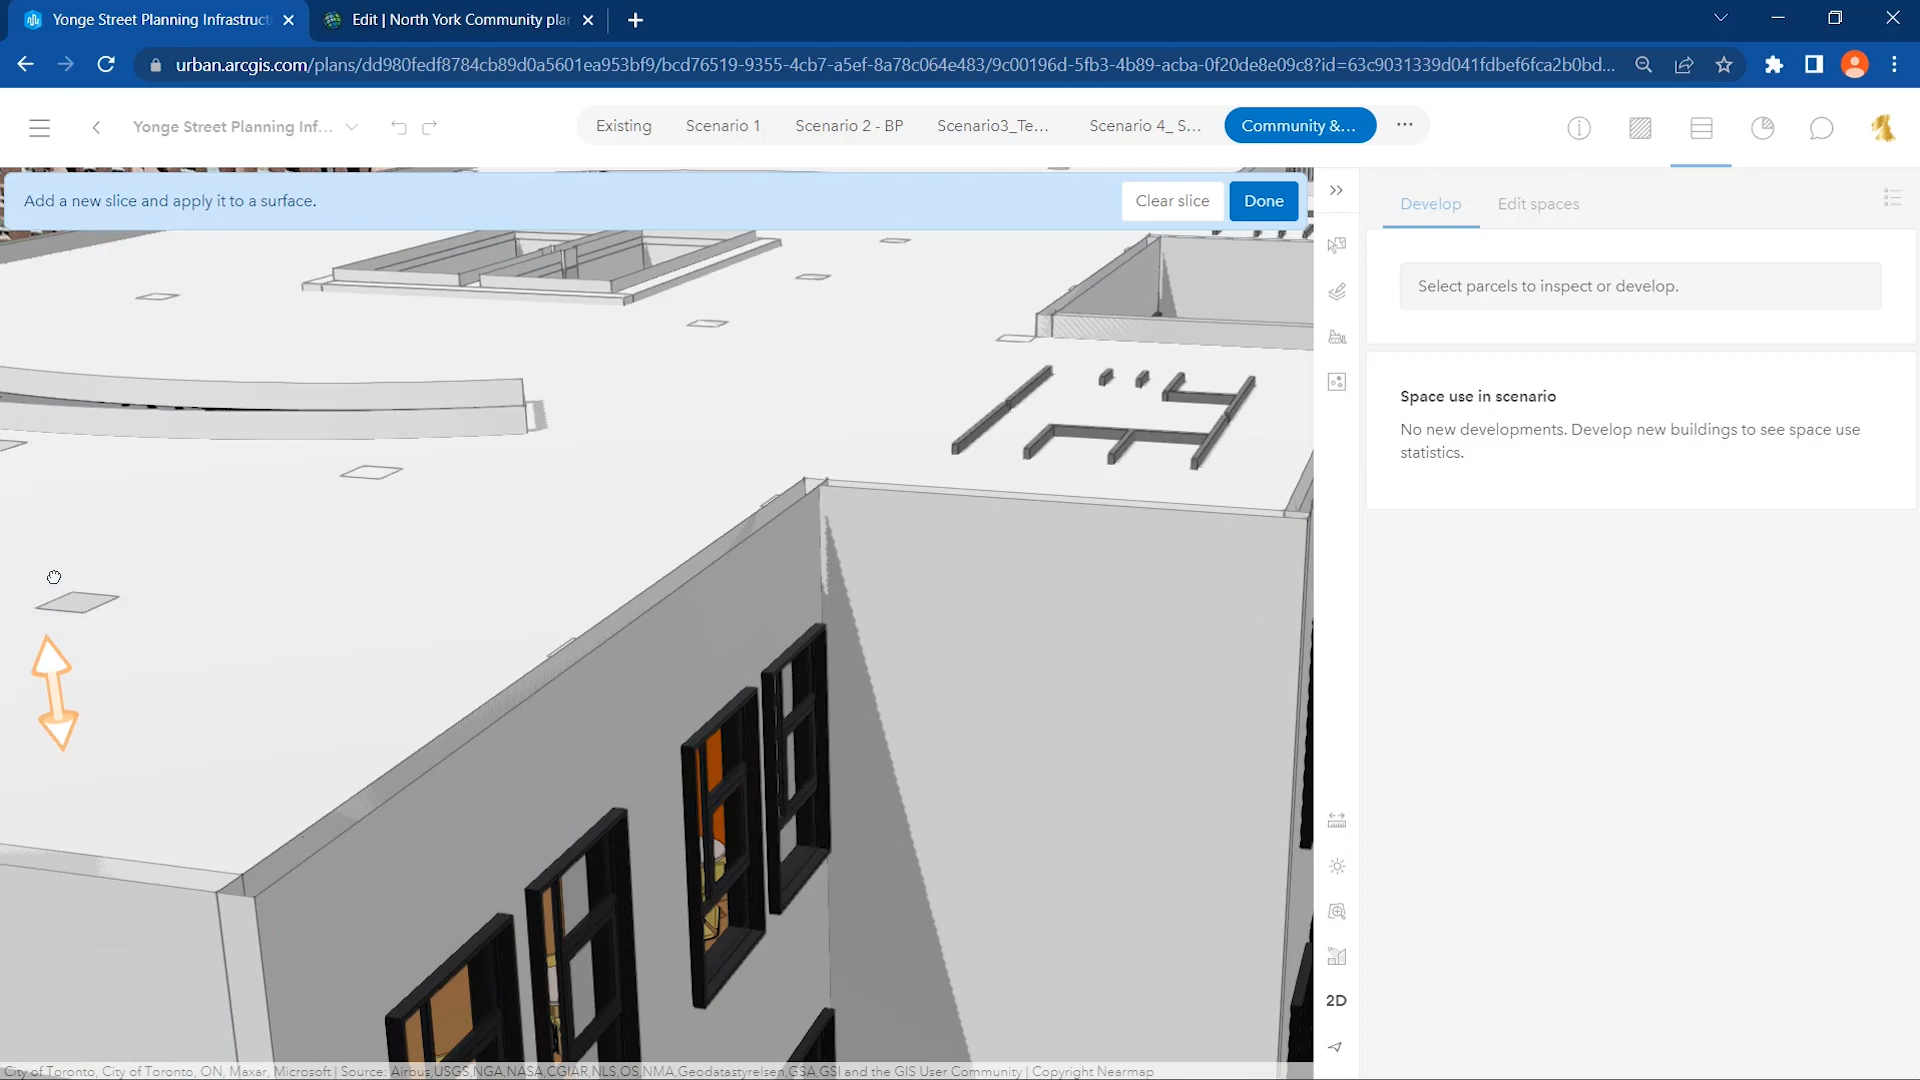 Yonge Street Planning Infrastruct
Edit | North York Community plan
urban.arcgis.com/plans/dd980fedf8784cb89d0a5601ea953bf9/bcd76519-9355-4cb7-a5ef-8a78c064e483/9c00196d-5fb3-4b89-acba-0f20de8e09c8?id=63c9031339d041fdbef6fca2b0bd...
Yonge Street Planning Inf...
Existing
Scenario 1
Scenario 2 - BP
Scenario3_Te...
Scenario 4_ S...
Community &...
Add a new slice and apply it to a surface.
Clear slice
Done
Develop
Edit spaces
Select parcels to inspect or develop.
Space use in scenario
No new developments. Develop new buildings to see space use
statistics.
2D
City of Toronto, City of Toronto, ON, Maxar, Microsoft | Source: Airbus,USGS,NGA,NASA,CGIAR,NLS,OS,NMA,Geodatastyrelsen,GSA,GSI and the GIS User Community | Copyright Nearmap